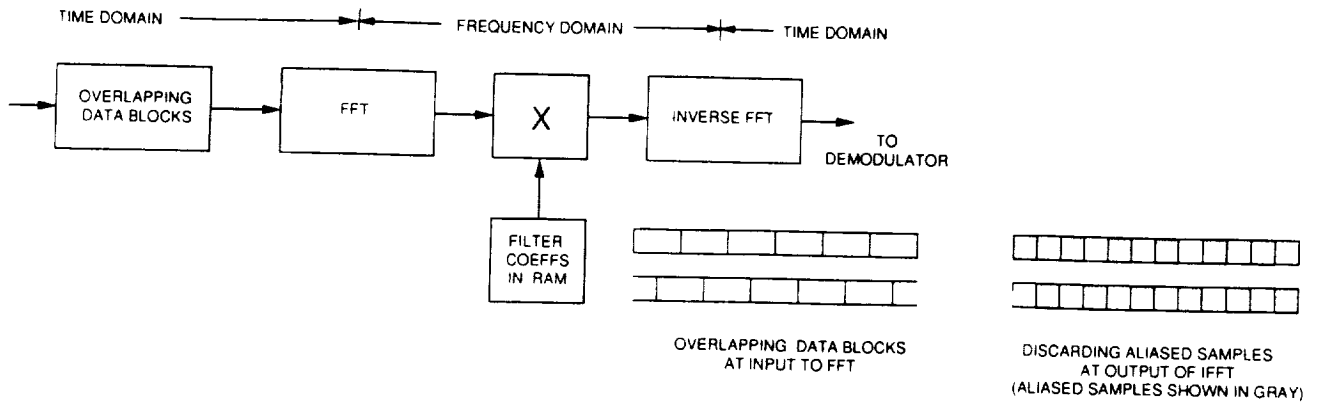 TIME DOMAIN
FREQUENCY DOMAIN
TIME DOMAIN
OVERLAPPING
DATA BLOCKS
FFT
X
INVERSE FFT
TO
DEMODULATOR
FILTER
COEFFS
IN RAM
OVERLAPPING DATA BLOCKS
AT INPUT TO FFT
DISCARDING ALIASED SAMPLES
AT OUTPUT OF IFFT
(ALIASED SAMPLES SHOWN IN GRAY)